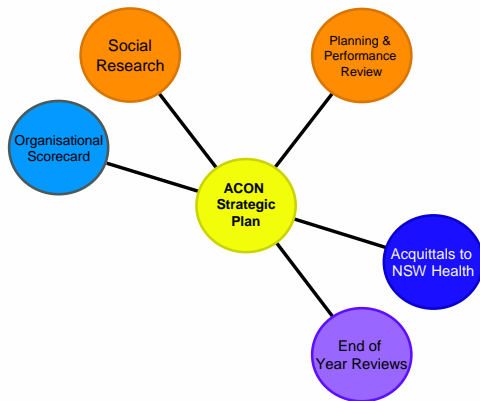 Social
Research
Planning &
Performance
Review
Organisational
Scorecard
ACON
Strategic
Plan
Acquittals to
NSW Health
End of
Year Reviews